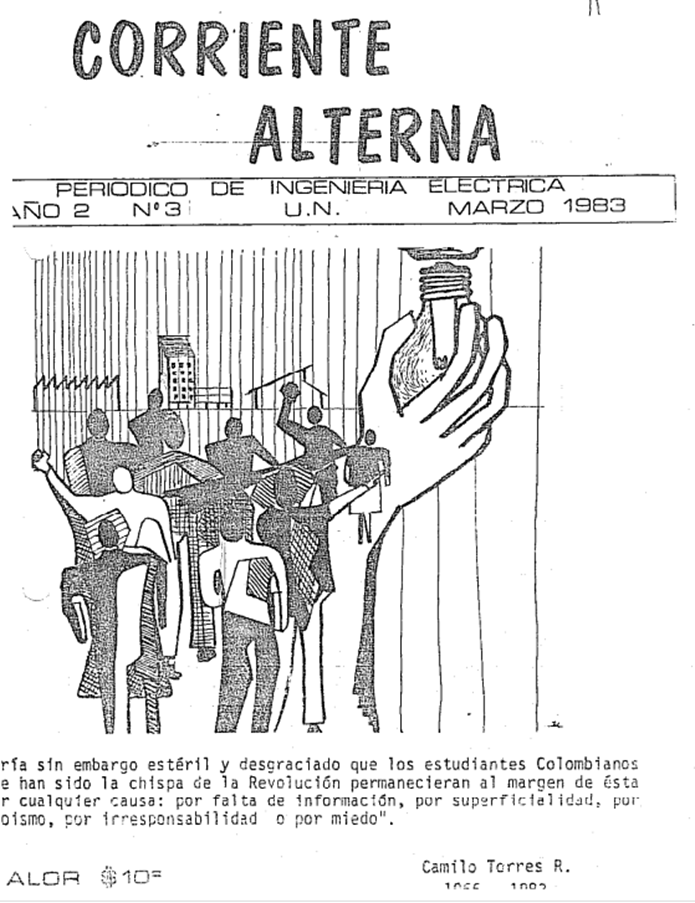 CORRIENTE
ALTERNA
PERIODICO DE INGENIERIA ELECTRICA
AÑO 2 Nº3 U.N. MARZO 1983
ría sin embargo estéril y desgraciado que los estudiantes Colombianos
e han sido la chispa de la Revolución permanecieran al margen de ésta
r cualquier causa: por falta de información, por superficialidad, por
oismo, por irresponsabilidad o por miedo".
Camilo Torres R.
ALOR $10=